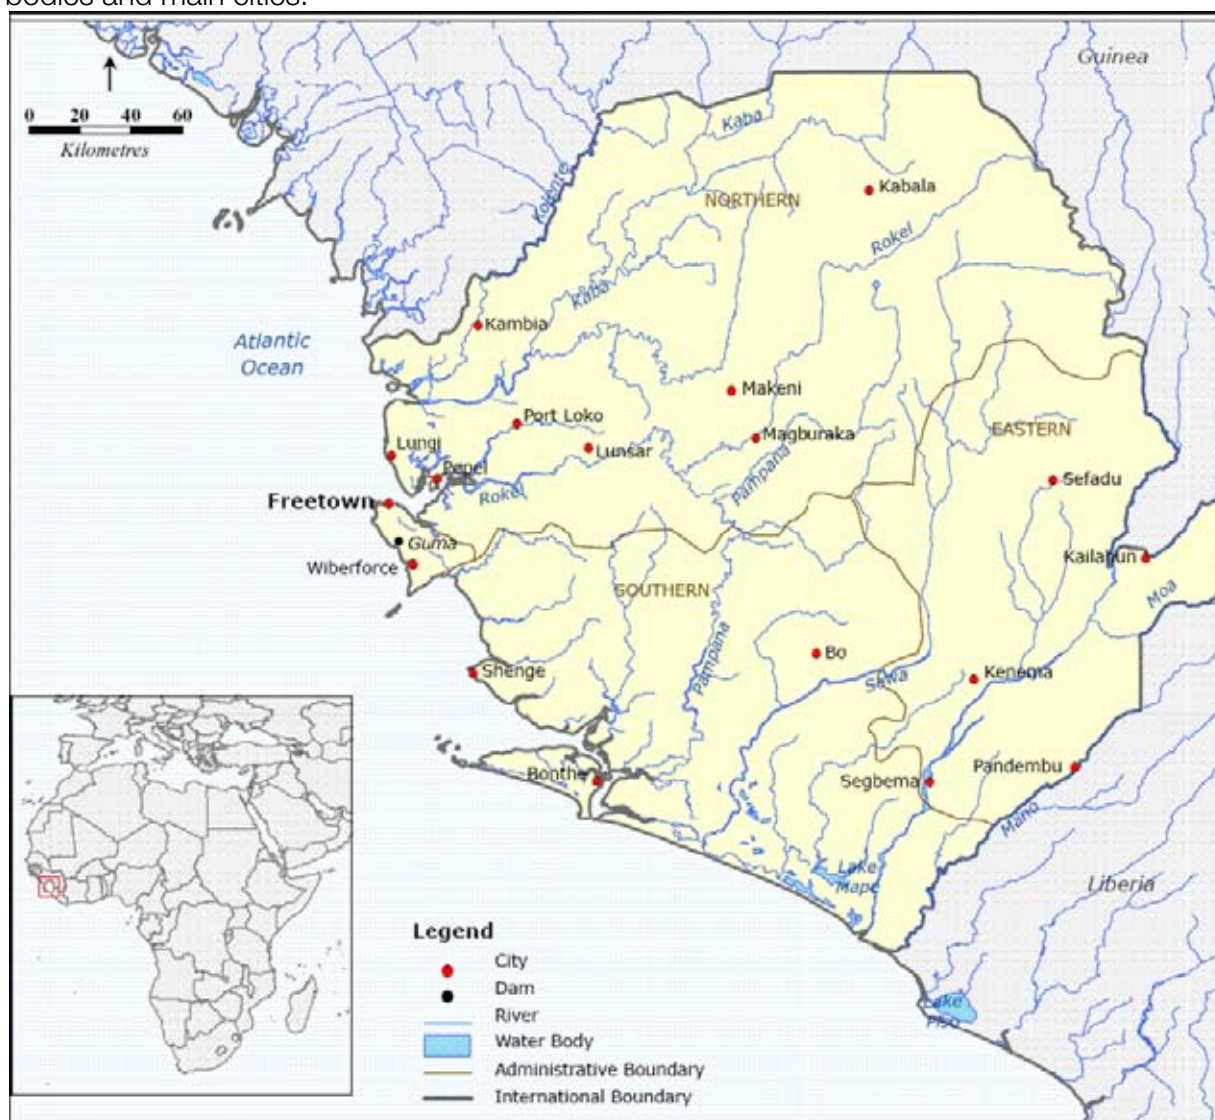 bodies and main cities.
Guinea
0 20 40 60
Kilometres
Kaba
Kolente
NORTHERN
Kabala
Rokel
Kaba
Kambia
Atlantic
Ocean
Makeni
Port Loko
Magburaka
EASTERN
Lungi
Lunsar
Pampana
Pepel
Sefadu
Rokel
Freetown
Guma
Kailahun
Wiberforce
SOUTHERN
Moa
Pampana
Bo
Shenge
Sewa
Kenema
Bonthe
Segbema
Pandembu
Mano
Lake
Mape
Liberia
Legend
City
Dam
River
Water Body
Administrative Boundary
International Boundary
Lake
Piso